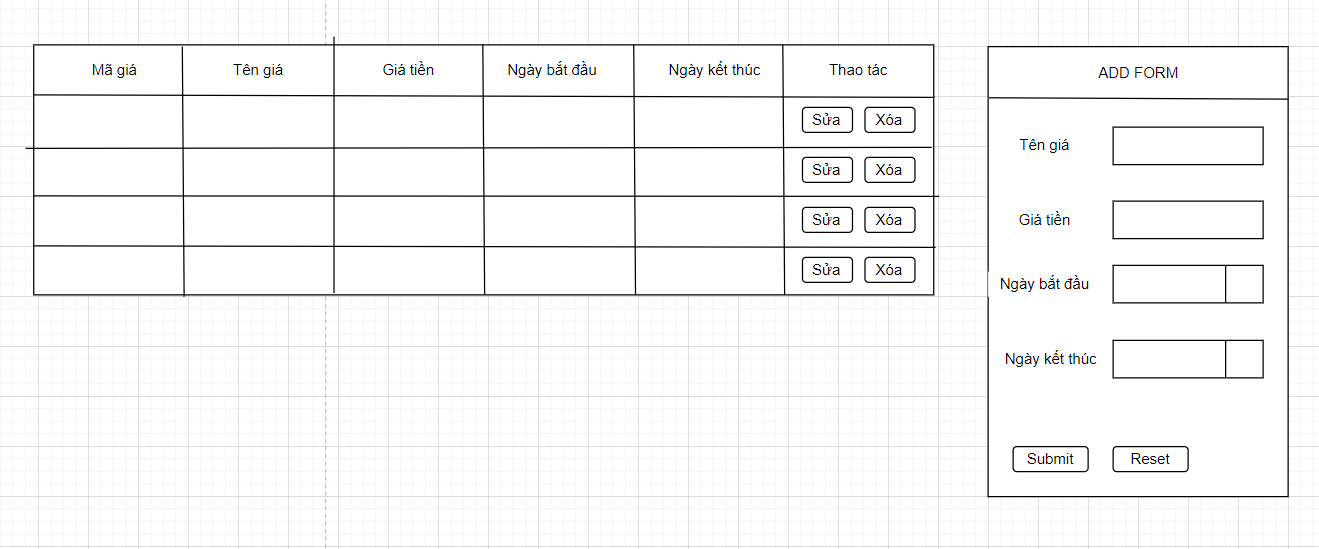 Mã giá Tên giá Giá tiền Ngày bắt đầu Ngày kết thúc Thao tác
Sửa Xóa
Sửa Xóa
Sửa Xóa
Sửa Xóa
ADD FORM
Tên giá
Giá tiền
Ngày bắt đầu
Ngày kết thúc
Submit Reset